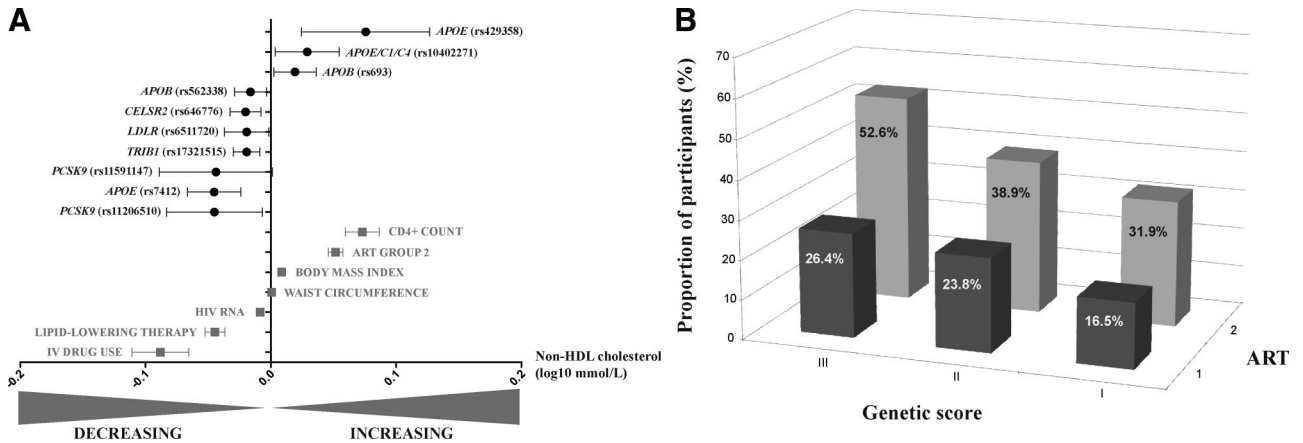 A
APOE (rs429358)
APOE/C1/C4 (rs10402271)
APOB (rs693)
APOB (rs562338)
CELSR2 (rs646776)
LDLR (rs6511720)
TRIB1 (rs17321515)
PCSK9 (rs11591147)
APOE (rs7412)
PCSK9 (rs11206510)
CD4+ COUNT
ART GROUP 2
BODY MASS INDEX
WAIST CIRCUMFERENCE
HIV RNA
LIPID-LOWERING THERAPY
IV DRUG USE
Non-HDL cholesterol
(log10 mmol/L)
-0.2 -0.1 0.0 0.1 0.2
DECREASING INCREASING
B
Proportion of participants (%)
70
60
50
40
30
20
10
0
52.6%
38.9%
31.9%
26.4%
23.8%
16.5%
III
II
I
1
2
ART
Genetic score